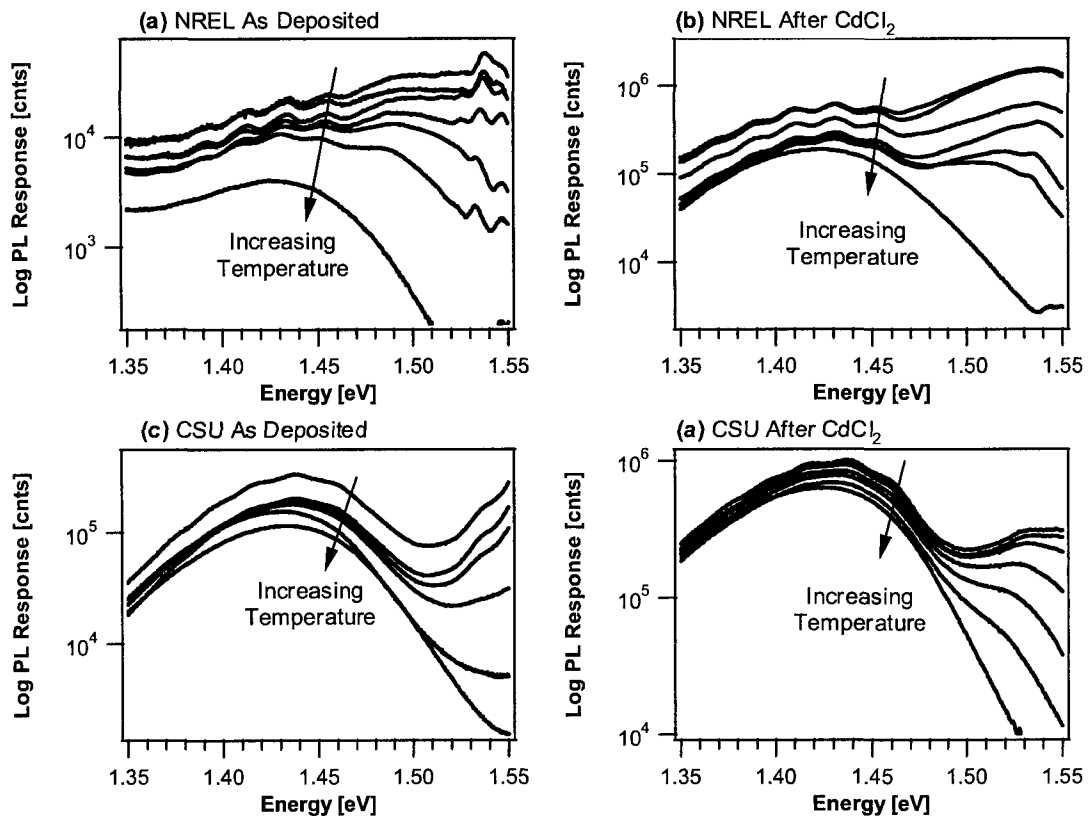 (a) NREL As Deposited
Log PL Response [cnts]
10^4
10^3
Increasing
Temperature
1.35 1.40 1.45 1.50 1.55
Energy [eV]
(b) NREL After CdCl_2
Log PL Response [cnts]
10^6
10^5
10^4
Increasing
Temperature
1.35 1.40 1.45 1.50 1.55
Energy [eV]
(c) CSU As Deposited
Log PL Response [cnts]
10^5
10^4
Increasing
Temperature
1.35 1.40 1.45 1.50 1.55
Energy [eV]
(a) CSU After CdCl_2
Log PL Response [cnts]
10^6
10^5
10^4
Increasing
Temperature
1.35 1.40 1.45 1.50 1.55
Energy [eV]